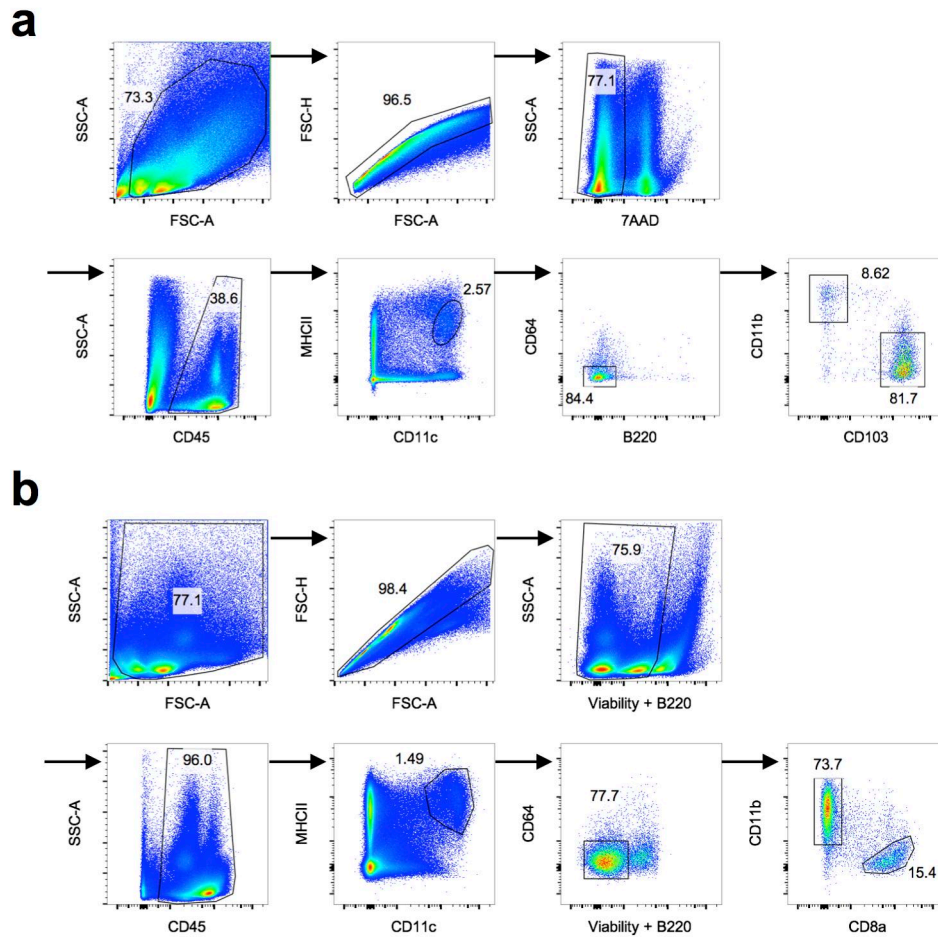 a
SSC-A
73.3
FSC-A
FSC-H
96.5
FSC-A
SSC-A
77.1
7AAD
SSC-A
38.6
CD45
MHCII
2.57
CD11c
CD64
84.4
B220
CD11b
8.62
81.7
CD103
b
SSC-A
77.1
FSC-A
FSC-H
98.4
FSC-A
SSC-A
75.9
Viability + B220
SSC-A
96.0
CD45
MHCII
1.49
CD11c
CD64
77.7
Viability + B220
CD11b
73.7
15.4
CD8a